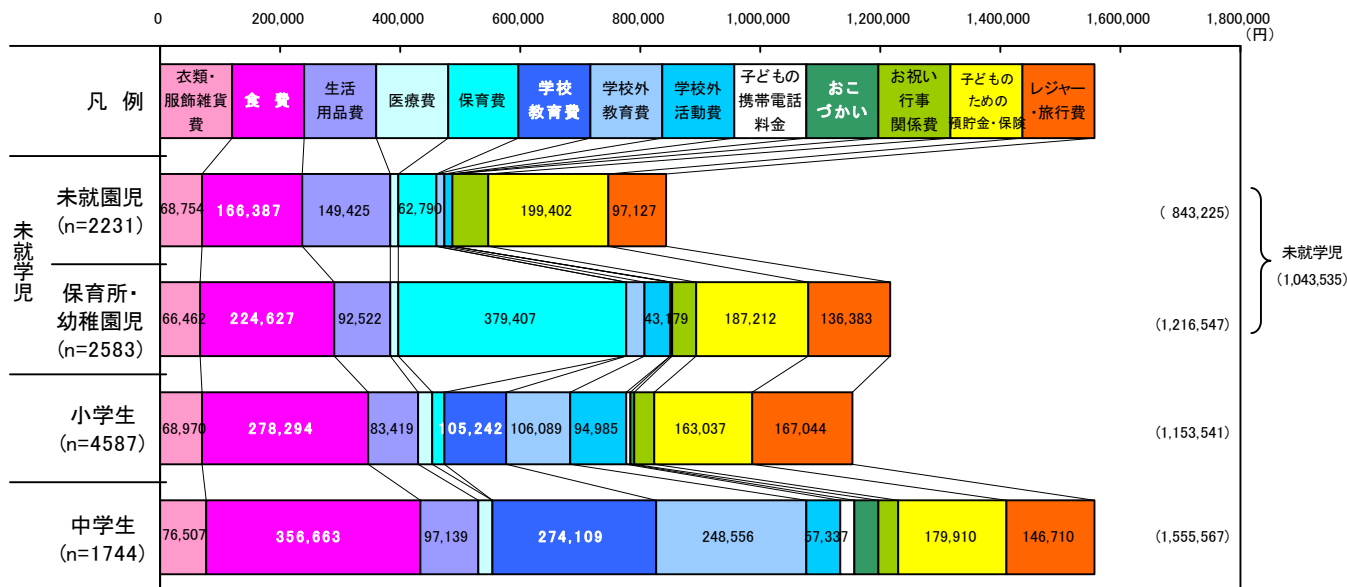 0
200,000
400,000
600,000
800,000
1,000,000
1,200,000
1,400,000
1,600,000
1,800,000
（円）
凡 例
衣類・
服飾雑貨
費
食 費
生活
用品費
医療費
保育費
学校
教育費
学校外
教育費
学校外
活動費
子どもの
携帯電話
料金
おこ
づかい
お祝い
行事
関係費
子どもの
ための
預貯金・保険
レジャー
・旅行費
未就学児
未就園児
(n=2231)
68,754
166,387
149,425
62,790
199,402
97,127
( 843,225)
保育所・
幼稚園児
(n=2583)
66,462
224,627
92,522
379,407
43,179
187,212
136,383
(1,216,547)
未就学児
(1,043,535)
小学生
(n=4587)
68,970
278,294
83,419
105,242
106,089
94,985
163,037
167,044
(1,153,541)
中学生
(n=1744)
76,507
356,663
97,139
274,109
248,556
57,337
179,910
146,710
(1,555,567)